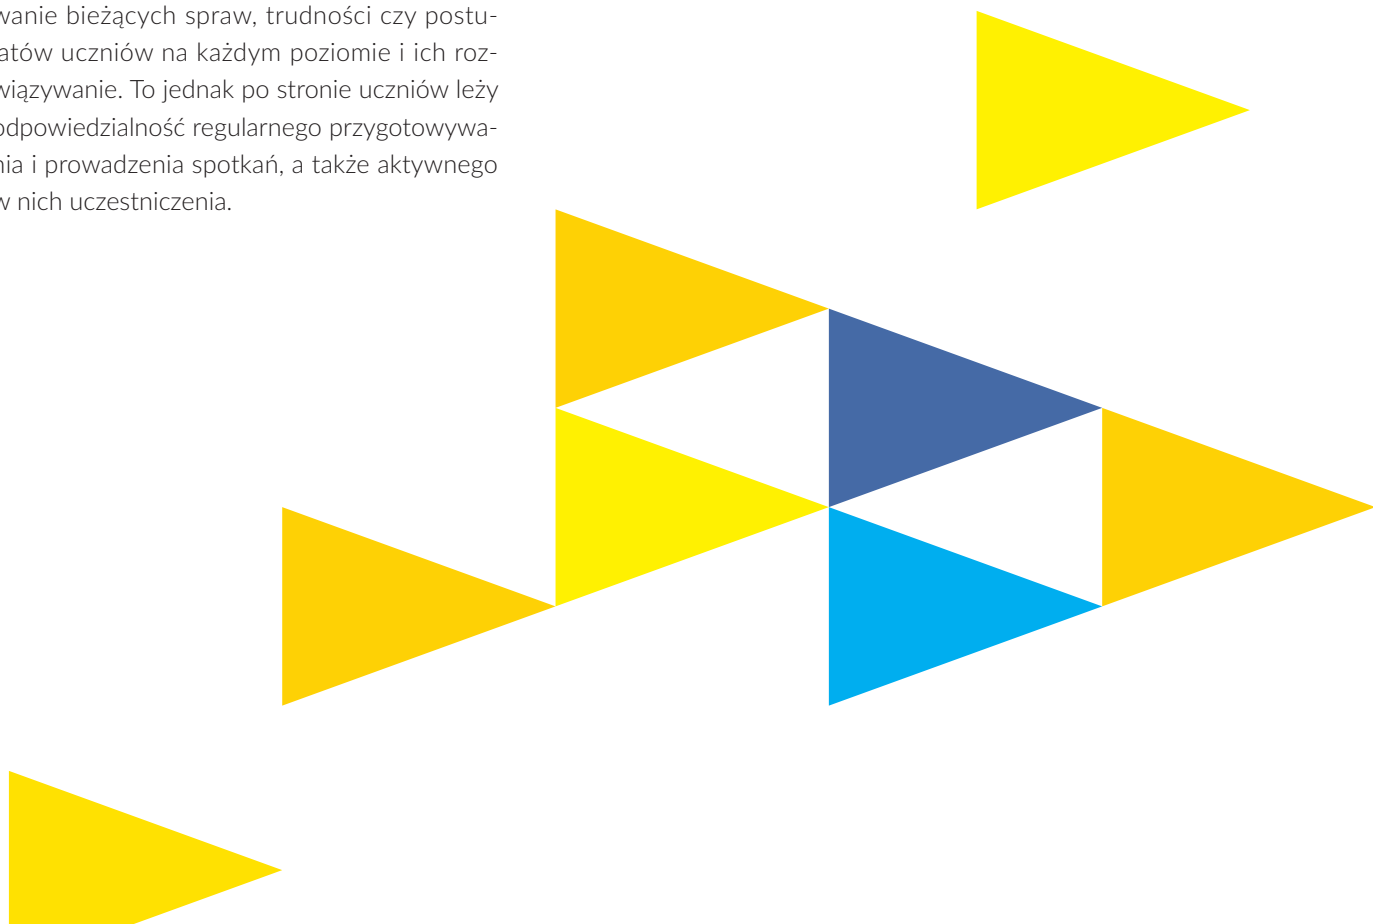 wanie bieżących spraw, trudności czy postu-
latów uczniów na każdym poziomie i ich roz-
wiązywanie. To jednak po stronie uczniów leży
odpowiedzialność regularnego przygotowywa-
nia i prowadzenia spotkań, a także aktywnego
w nich uczestniczenia.